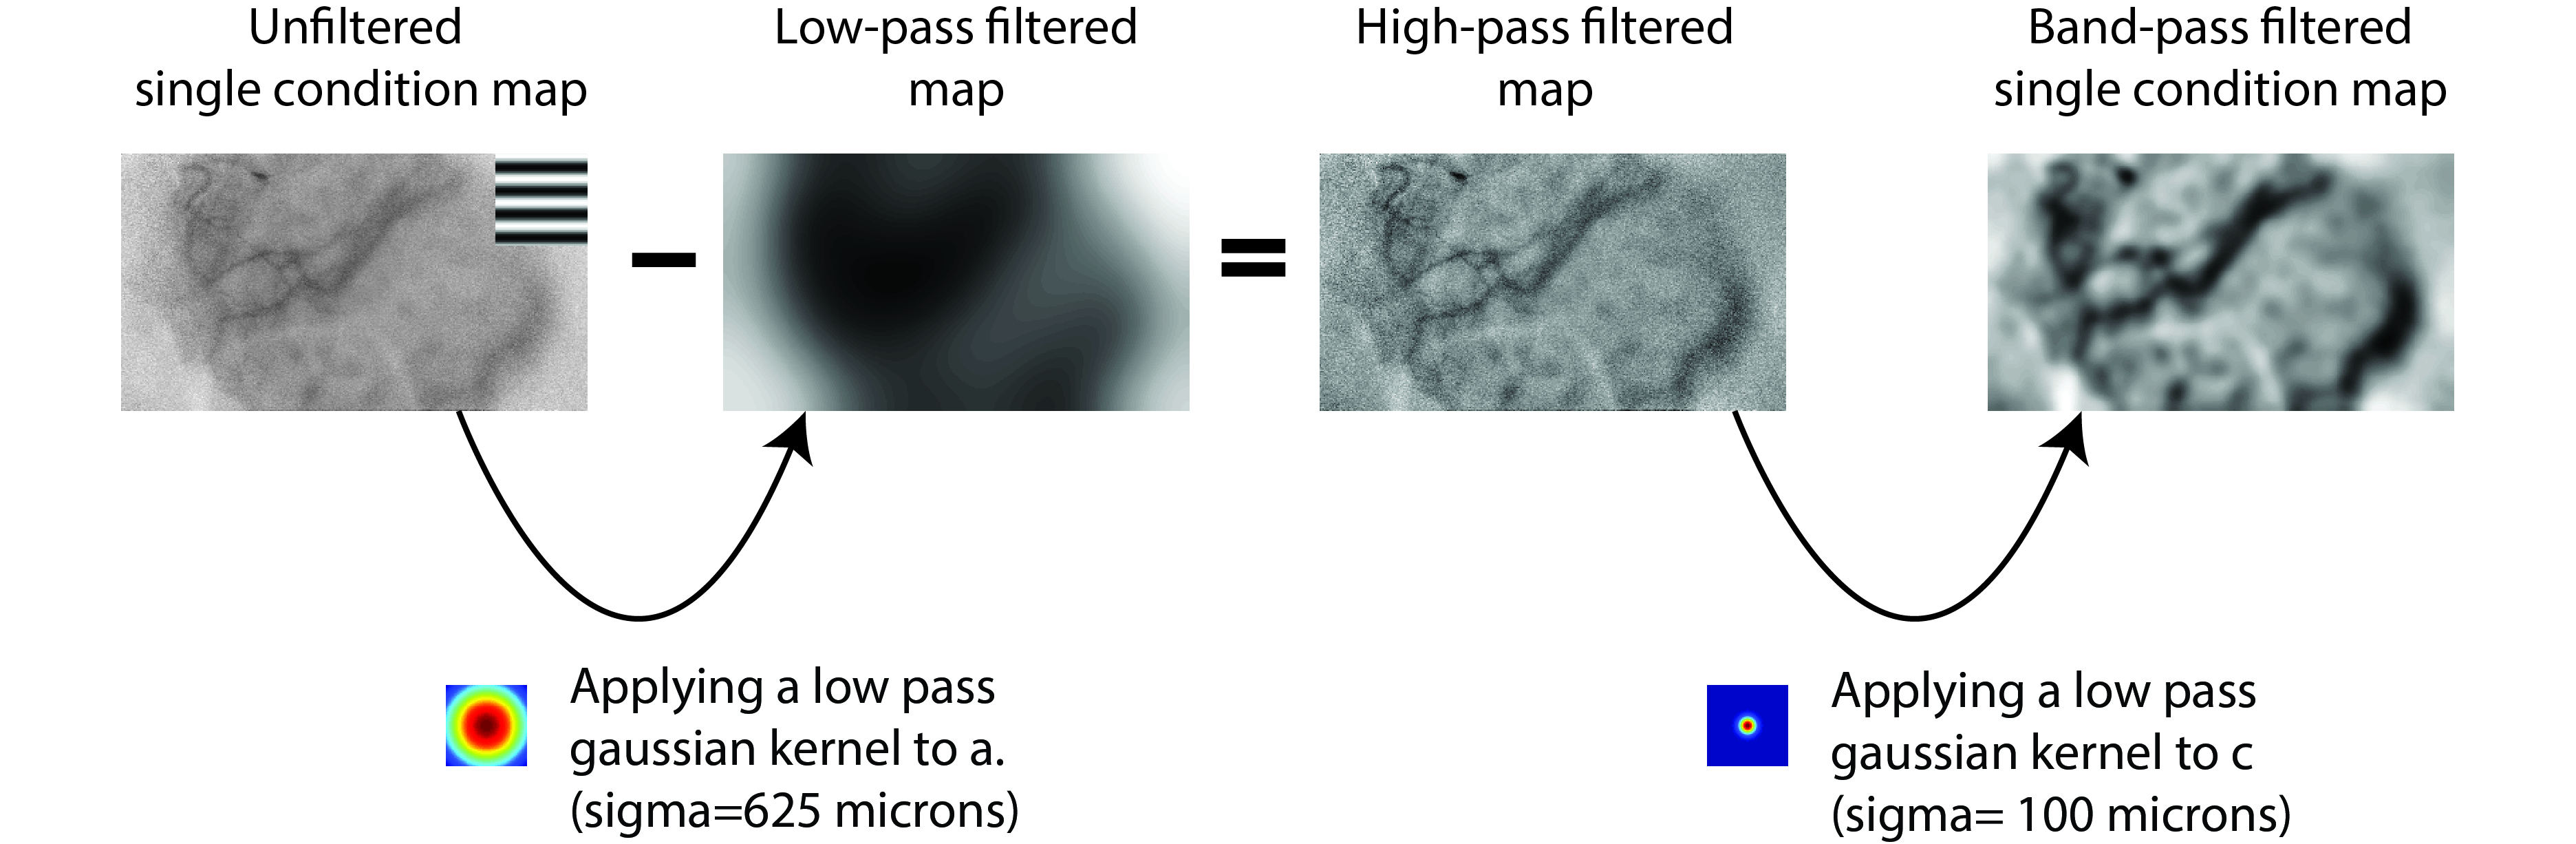 Unfiltered
single condition map
Low-pass filtered
map
High-pass filtered
map
Band-pass filtered
single condition map
Applying a low pass
gaussian kernel to a.
(sigma=625 microns)
Applying a low pass
gaussian kernel to c
(sigma= 100 microns)